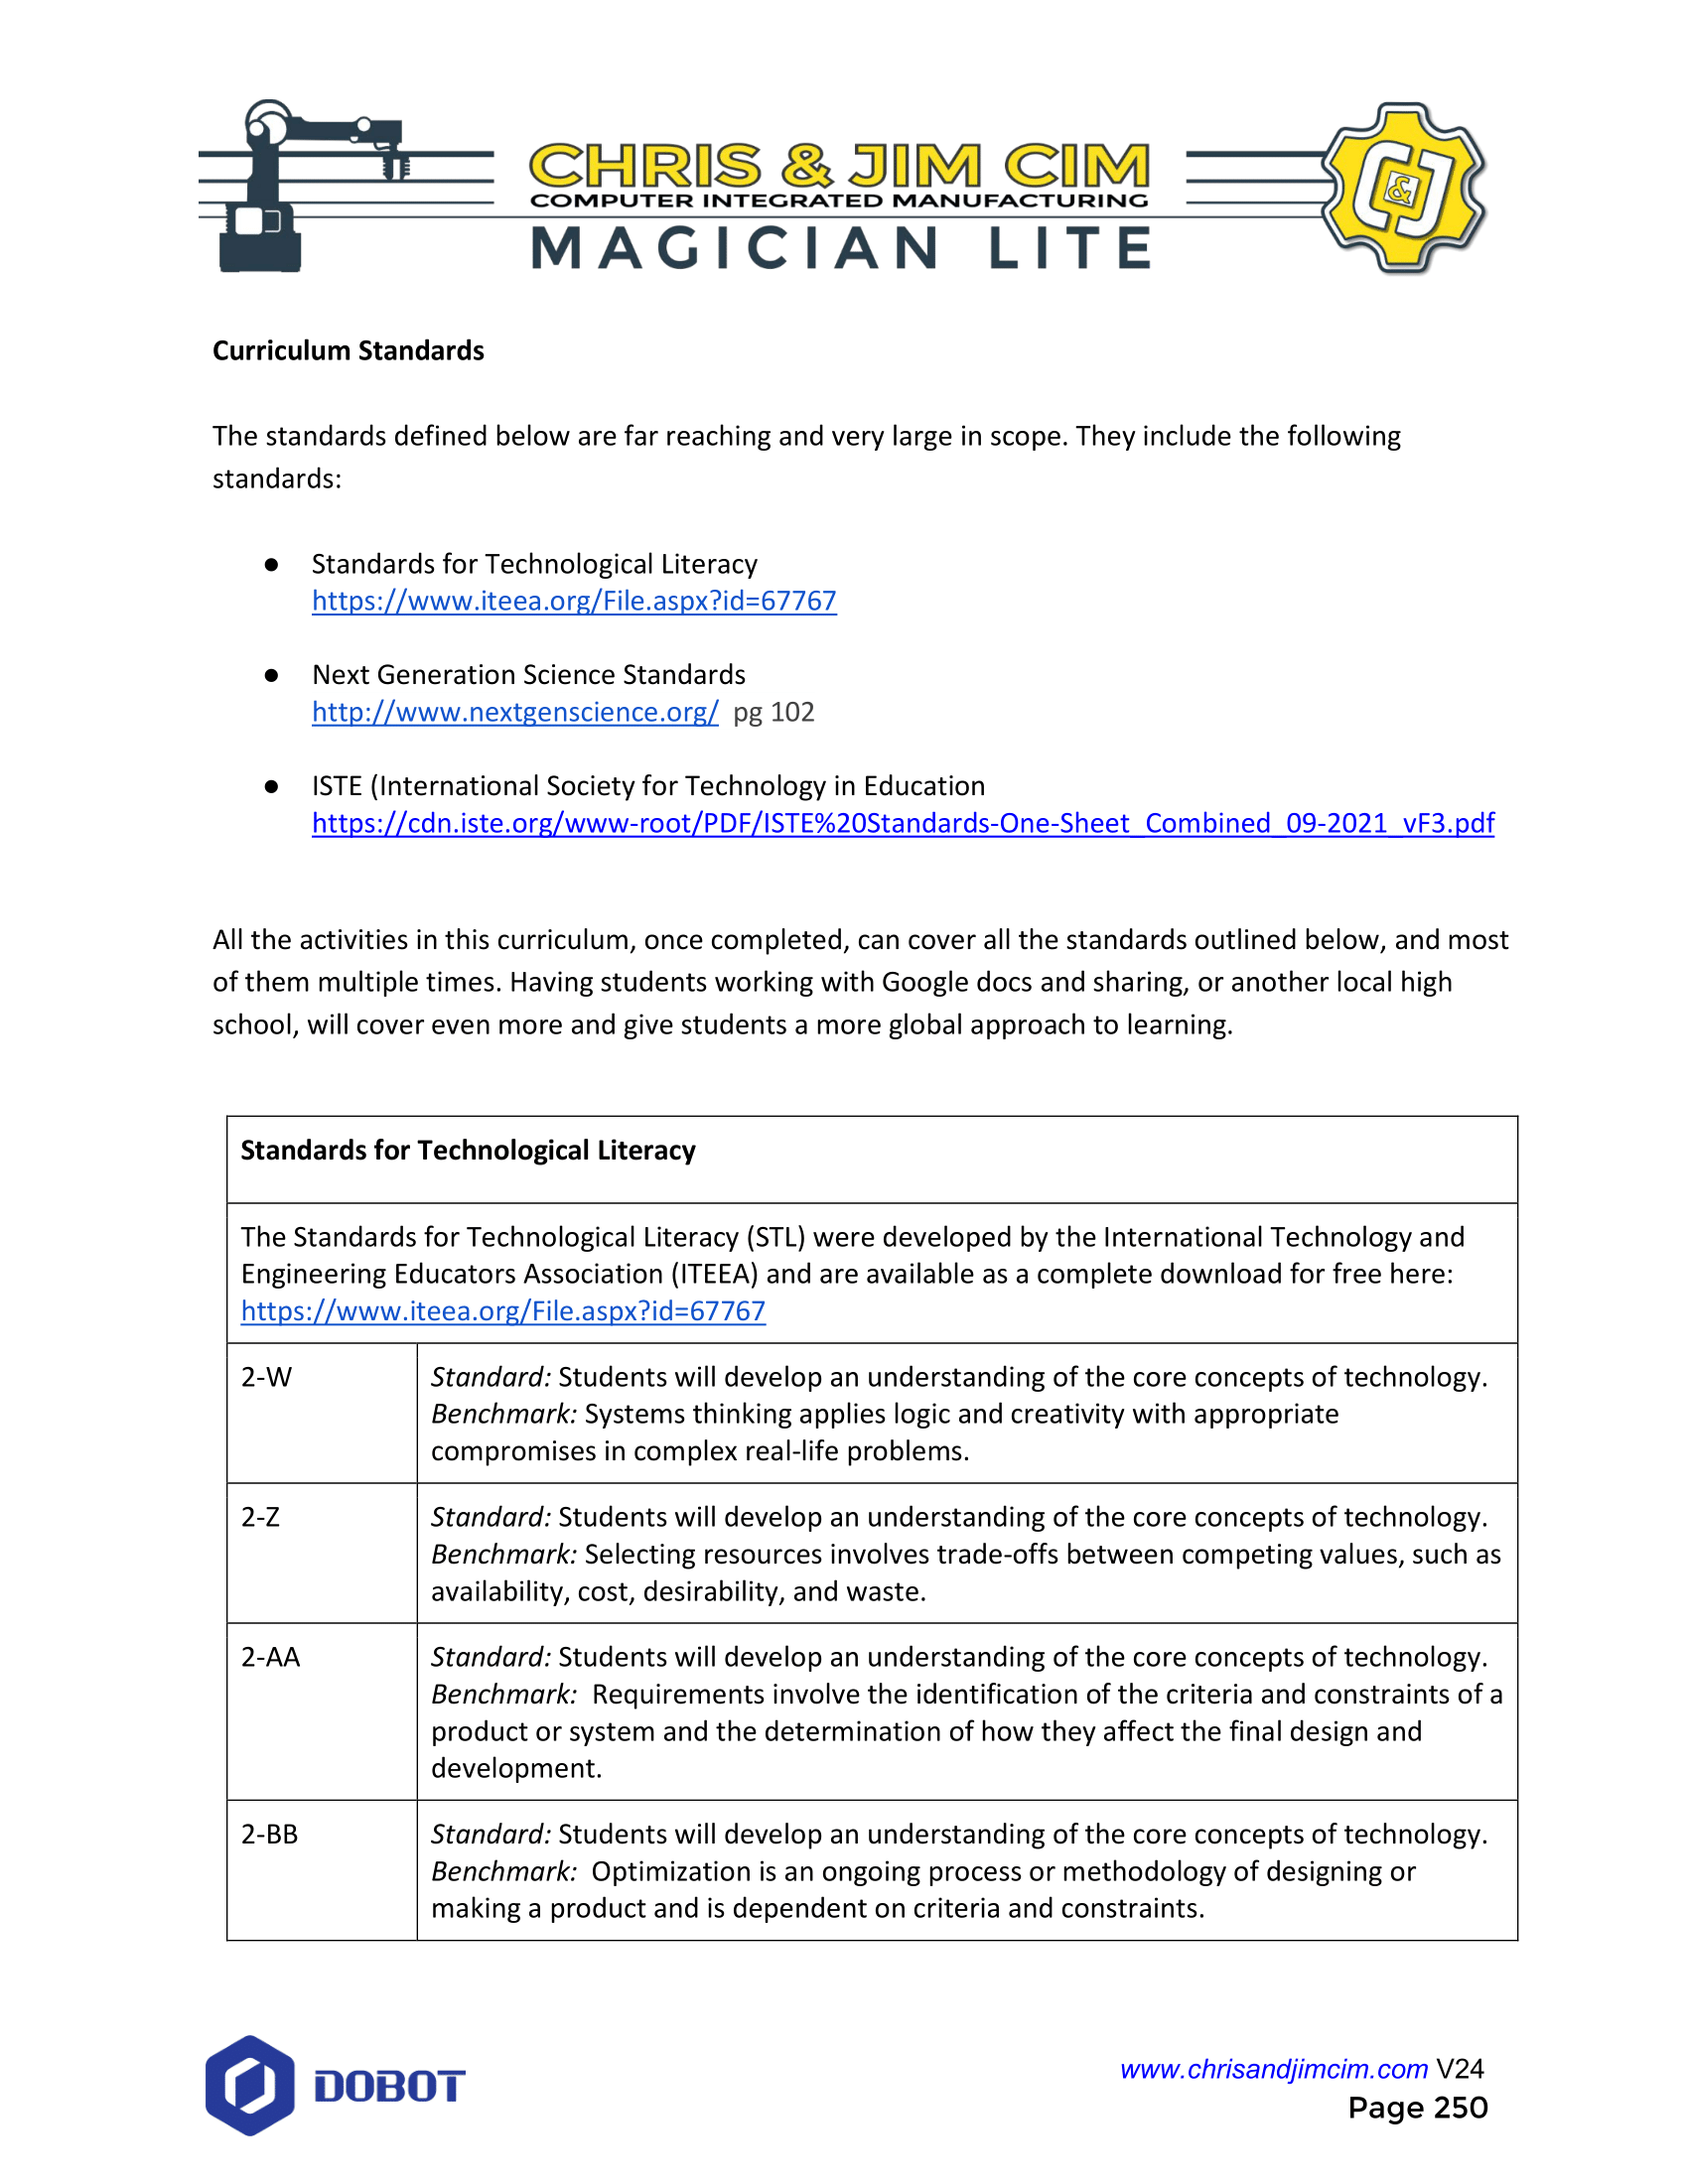 CHRIS & JIM CIM
COMPUTER INTEGRATED MANUFACTURING
MAGICIAN LITE
C&J
Curriculum Standards
The standards defined below are far reaching and very large in scope. They include the following
standards:
● Standards for Technological Literacy
https://www.iteea.org/File.aspx?id=67767
● Next Generation Science Standards
http://www.nextgenscience.org/ pg 102
● ISTE (International Society for Technology in Education
https://cdn.iste.org/www-root/PDF/ISTE%20Standards-One-Sheet_Combined_09-2021_vF3.pdf
All the activities in this curriculum, once completed, can cover all the standards outlined below, and most
of them multiple times. Having students working with Google docs and sharing, or another local high
school, will cover even more and give students a more global approach to learning.
Standards for Technological Literacy
The Standards for Technological Literacy (STL) were developed by the International Technology and
Engineering Educators Association (ITEEA) and are available as a complete download for free here:
https://www.iteea.org/File.aspx?id=67767
2-W
Standard: Students will develop an understanding of the core concepts of technology.
Benchmark: Systems thinking applies logic and creativity with appropriate
compromises in complex real-life problems.
2-Z
Standard: Students will develop an understanding of the core concepts of technology.
Benchmark: Selecting resources involves trade-offs between competing values, such as
availability, cost, desirability, and waste.
2-AA
Standard: Students will develop an understanding of the core concepts of technology.
Benchmark: Requirements involve the identification of the criteria and constraints of a
product or system and the determination of how they affect the final design and
development.
2-BB
Standard: Students will develop an understanding of the core concepts of technology.
Benchmark: Optimization is an ongoing process or methodology of designing or
making a product and is dependent on criteria and constraints.
DOBOT
www.chrisandjimcim.com V24
Page 250